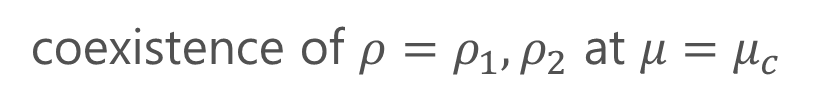 coexistence of 𝜌 = 𝜌₁, 𝜌₂ at 𝜇 = 𝜇𝑐